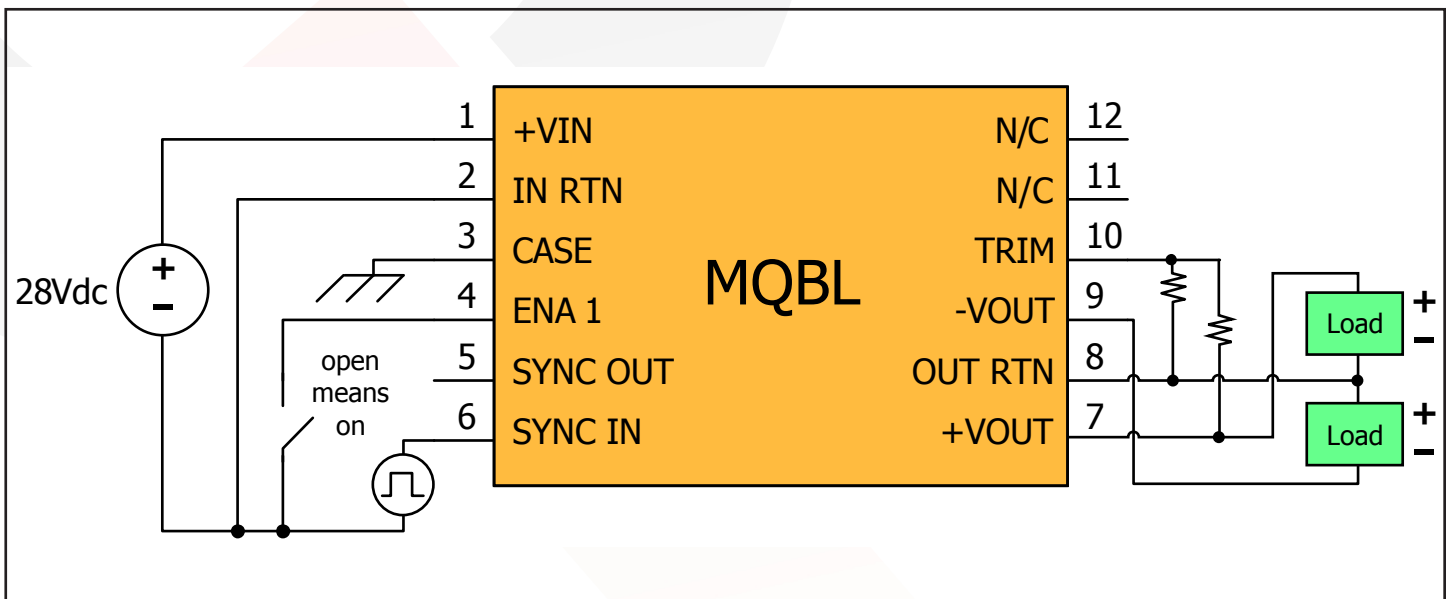 1
+VIN
2
IN RTN
3
CASE
4
ENA 1
5
SYNC OUT
6
SYNC IN
28Vdc
+
-
open
means
on
MQBL
12
N/C
11
N/C
10
TRIM
9
-VOUT
8
OUT RTN
7
+VOUT
Load
+
-
Load
+
-